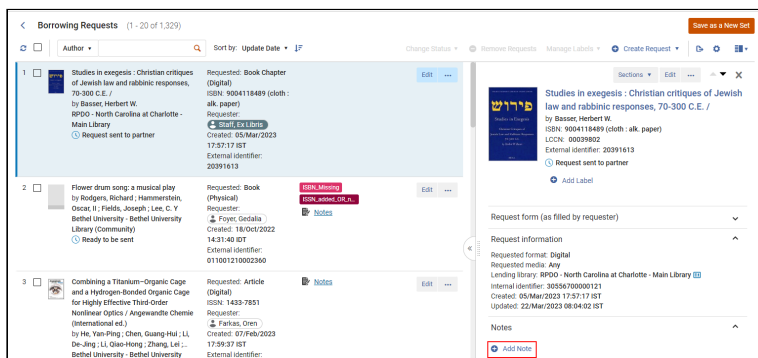 Borrowing Requests (1 - 20 of 1,329)
Save as a New Set
Author
Sort by: Update Date
Change Status
Remove Requests
Manage Labels
Create Request
1
Studies in exegesis : Christian critiques
of Jewish law and rabbinic responses,
70-300 C.E. /
by Basser, Herbert W.
RPDO - North Carolina at Charlotte -
Main Library
Request sent to partner
Requested: Book Chapter
(Digital)
ISBN: 9004118489 (cloth :
alk. paper)
Requester:
Staff, Ex Libris
Created: 05/Mar/2023
17:57:17 IST
External identifier:
20391613
Edit
2
Flower drum song: a musical play
by Rodgers, Richard ; Hammerstein,
Oscar, II ; Fields, Joseph ; Lee, C. Y
Bethel University - Bethel University
Library (Community)
Ready to be sent
Requested: Book
(Physical)
Requester:
Foyer, Gedalia
Created: 18/Oct/2022
14:31:40 IDT
External identifier:
011001210002360
ISBN_Missing
ISSN_added_OR_n...
Notes
Edit
3
Combining a Titanium–Organic Cage
and a Hydrogen-Bonded Organic Cage
for Highly Effective Third-Order
Nonlinear Optics / Angewandte Chemie
(International ed.)
by He, Yan-Ping ; Chen, Guang-Hui ; Li,
De-Jing ; Li, Qiao-Hong ; Zhang, Lei ;..
Bethel University - Bethel University
Requested: Article
(Digital)
ISSN: 1433-7851
Requester:
Farkas, Oren
Created: 07/Feb/2023
17:59:37 IST
External identifier:
Notes
Edit
Sections
Edit
פירוש
Studies in Exegesis
Studies in exegesis : Christian critiques of Jewish
law and rabbinic responses, 70-300 C.E. /
by Basser, Herbert W.
ISBN: 9004118489 (cloth : alk. paper)
LCCN: 00039802
External identifier: 20391613
Request sent to partner
Add Label
Request form (as filled by requester)
Request information
Requested format: Digital
Requested media: Any
Lending library: RPDO - North Carolina at Charlotte - Main Library
Internal identifier: 30556700000121
Created: 05/Mar/2023 17:57:17 IST
Updated: 22/Mar/2023 08:04:02 IST
Notes
Add Note